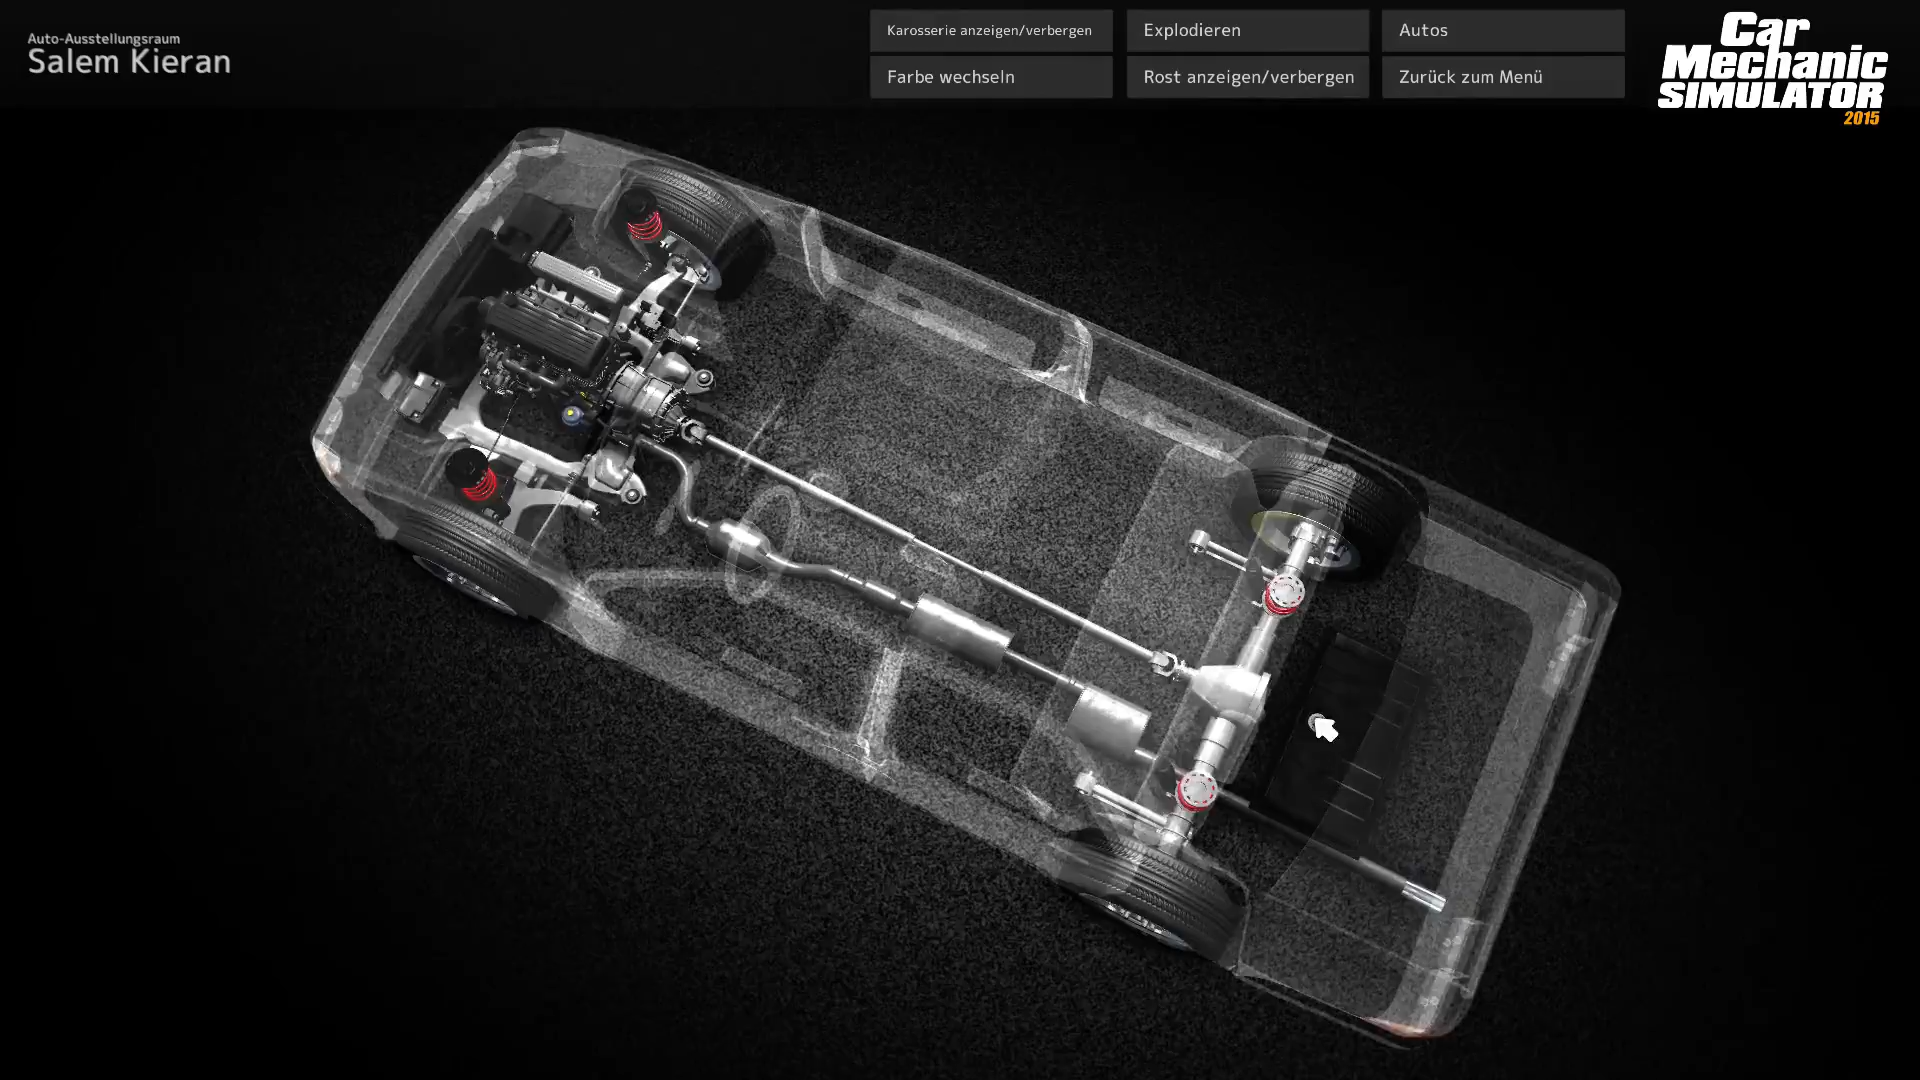 Auto-Ausstellungsraum
Salem Kieran
Karosserie anzeigen/verbergen
Explodieren
Autos
Farbe wechseln
Rost anzeigen/verbergen
Zurück zum Menü
Car
Mechanic
SIMULATOR
2015